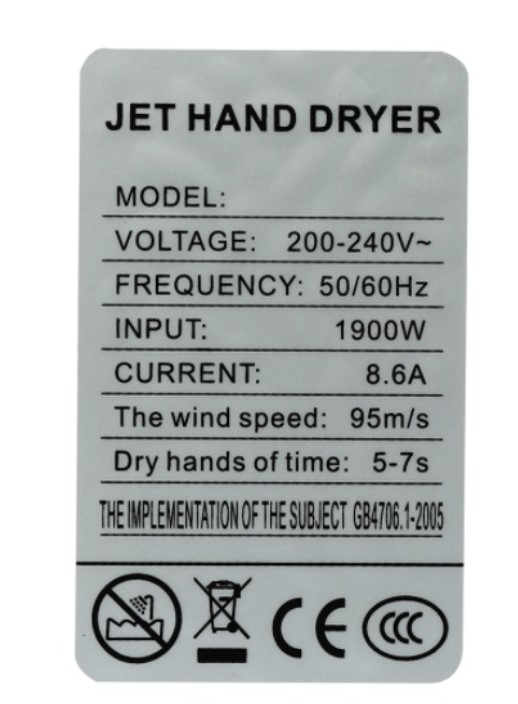 JET HAND DRYER
MODEL:
VOLTAGE: 200-240V~
FREQUENCY: 50/60Hz
INPUT: 1900W
CURRENT: 8.6A
The wind speed: 95m/s
Dry hands of time: 5-7s
THE IMPLEMENTATION OF THE SUBJECT GB4706.1-2005
CE CCC